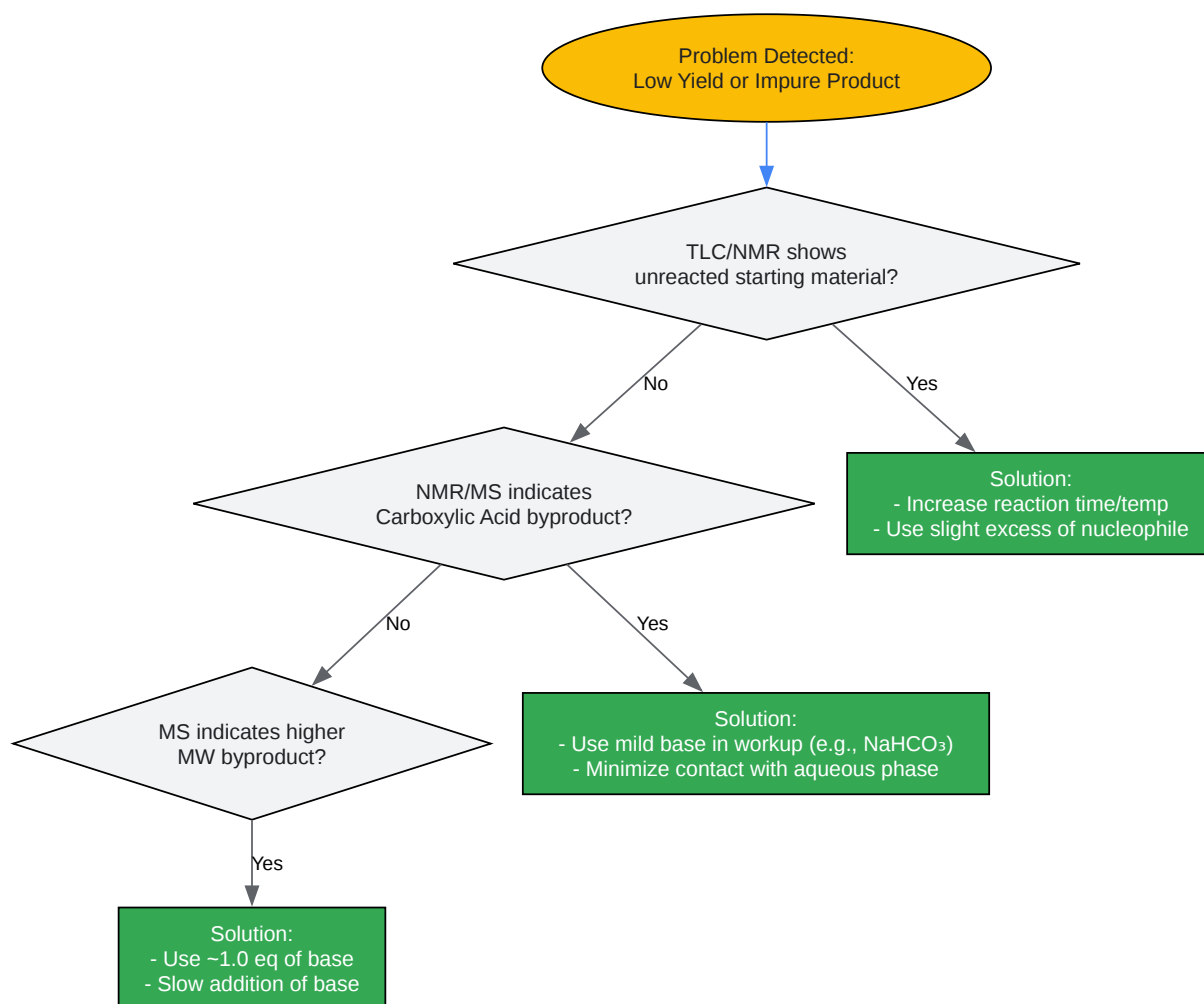 Problem Detected:
Low Yield or Impure Product
TLC/NMR shows
unreacted starting material?
No
Yes
NMR/MS indicates
Carboxylic Acid byproduct?
Solution:
- Increase reaction time/temp
- Use slight excess of nucleophile
No
Yes
MS indicates higher
MW byproduct?
Solution:
- Use mild base in workup (e.g., NaHCO₃)
- Minimize contact with aqueous phase
Yes
Solution:
- Use ~1.0 eq of base
- Slow addition of base